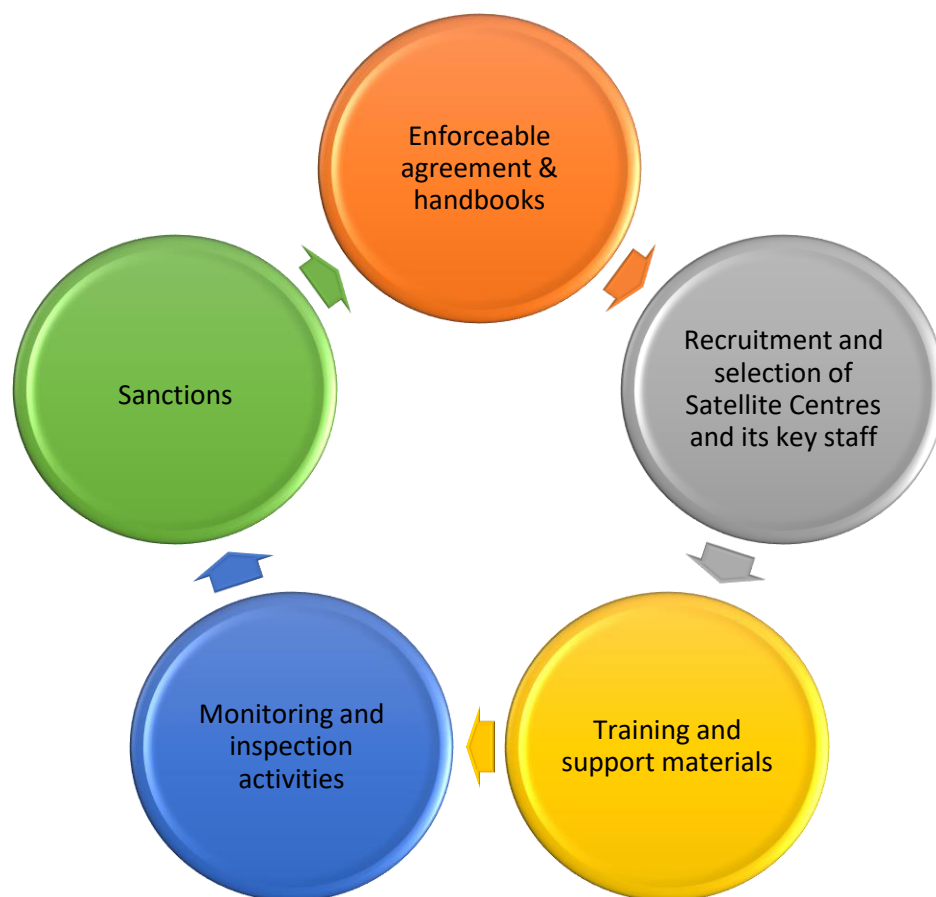 Enforceable
agreement &
handbooks
Recruitment and
selection of
Satellite Centres
and its key staff
Training and
support materials
Monitoring and
inspection
activities
Sanctions